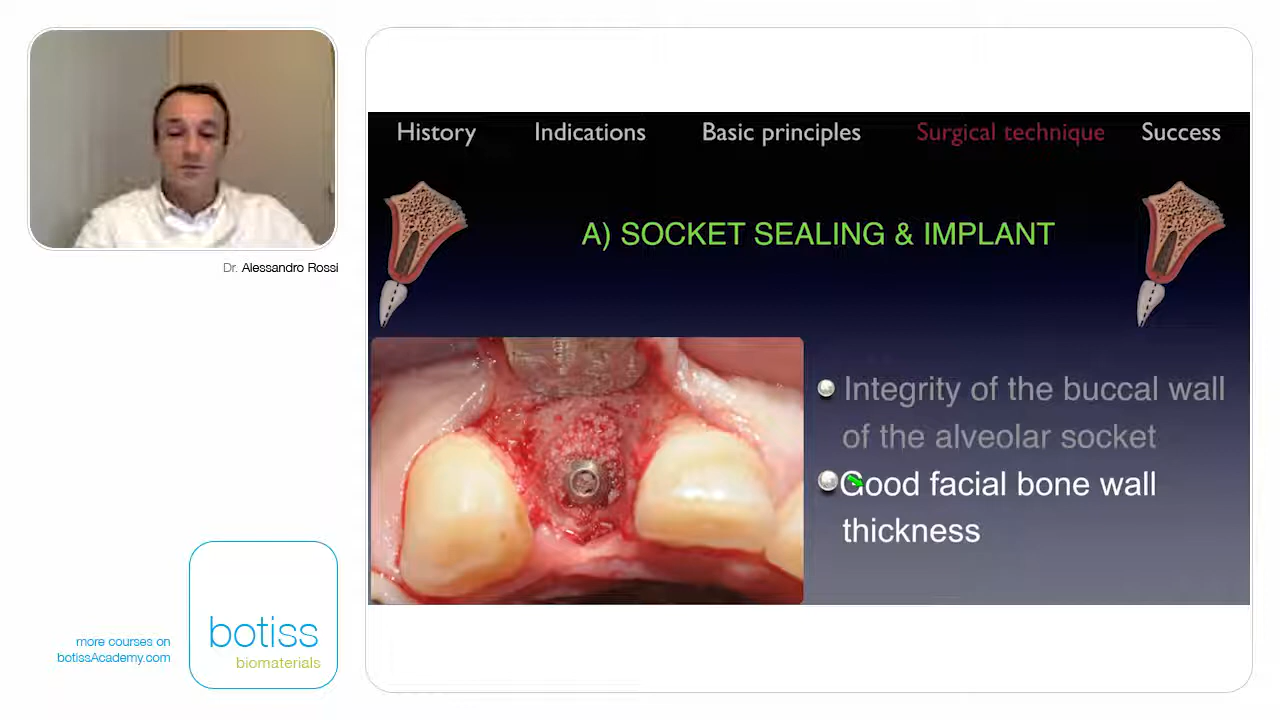 Dr. Alessandro Rossi
History Indications Basic principles Surgical technique Success
A) SOCKET SEALING & IMPLANT
Integrity of the buccal wall
of the alveolar socket
Good facial bone wall
thickness
more courses on
botissAcademy.com
botiss
biomaterials